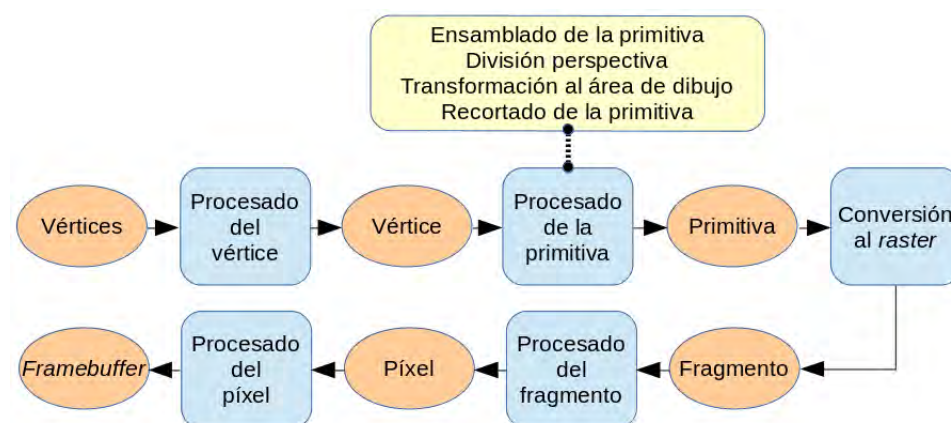 Ensamblado de la primitiva
División perspectiva
Transformación al área de dibujo
Recortado de la primitiva
Vértices
Procesado
del
vértice
Vértice
Procesado
de la
primitiva
Primitiva
Conversión
al raster
Framebuffer
Procesado
del
píxel
Píxel
Procesado
del
fragmento
Fragmento